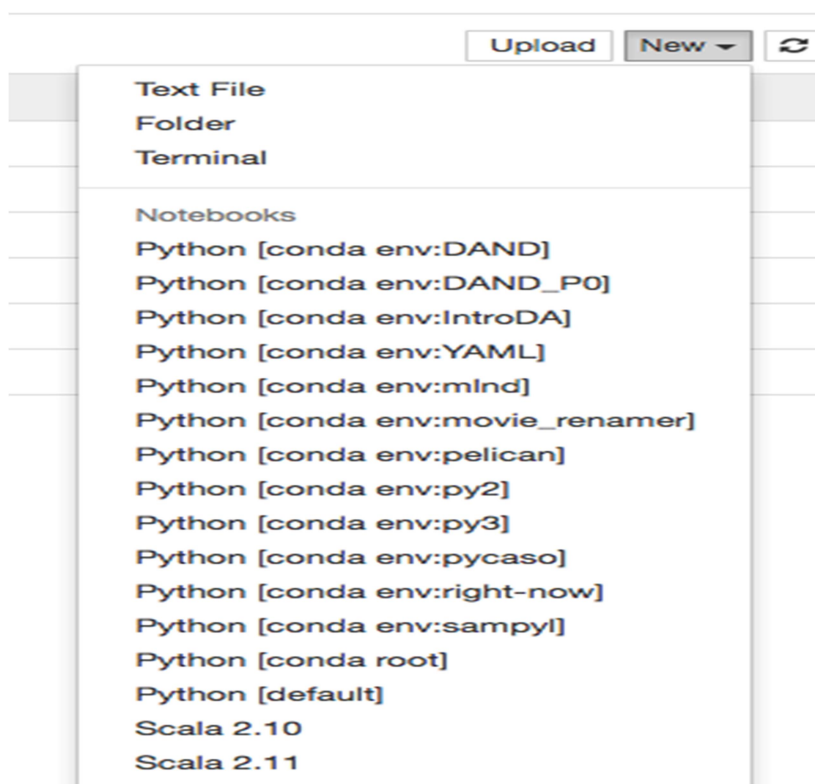 Upload New
Text File
Folder
Terminal
Notebooks
Python [conda env:DAND]
Python [conda env:DAND_P0]
Python [conda env:IntroDA]
Python [conda env:YAML]
Python [conda env:mlnd]
Python [conda env:movie_renamer]
Python [conda env:pelican]
Python [conda env:py2]
Python [conda env:py3]
Python [conda env:pycaso]
Python [conda env:right-now]
Python [conda env:sampyl]
Python [conda root]
Python [default]
Scala 2.10
Scala 2.11